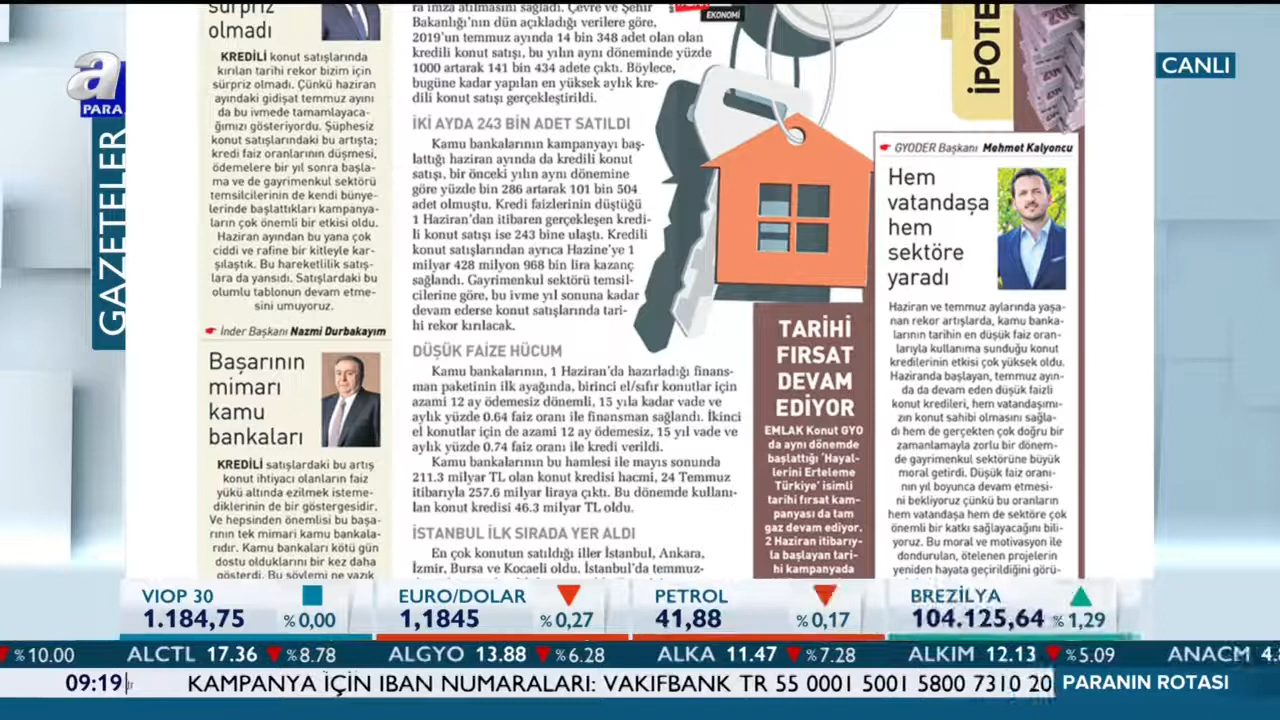 a
PARA
GAZETELER
CANLI
sürpriz
olmadı
KREDİLİ konut satışlarında
kırılan tarihi rekor bizim için
sürpriz olmadı. Çünkü haziran
ayındaki gidişat temmuz ayını
da bu ivmede tamamlayaca-
ğımızı gösteriyordu. Şüphesiz
konut satışlarındaki bu artışta;
kredi faiz oranlarının düşmesi,
ödemelere bir yıl sonra başla-
ma ve de gayrimenkul sektörü
temsilcilerinin de kendi bünye-
lerinde başlattıkları kampanya-
ların çok önemli bir etkisi oldu.
Haziran ayından bu yana çok
ciddi ve rafine bir kitleyle kar-
şılaştık. Bu hareketlilik satış-
lara da yansıdı. Satışlardaki bu
olumlu tablonun devam etme-
sini umuyoruz.
İnder Başkanı Nazmi Durbakayım
Başarının
mimarı
kamu
bankaları
KREDİLİ satışlardaki bu artış
konut ihtiyacı olanların faiz
yükü altında ezilmek isteme-
diklerinin de bir göstergesidir.
Ve hepsinden önemlisi bu başa-
rının tek mimarı kamu bankala-
rıdır. Kamu bankaları kötü gün
dostu olduklarını bir kez daha
gösterdi. Bu söylemi ne yazık
ra imza atılmasını sağladı. Çevre ve Şehir
Bakanlığı'nın dün açıkladığı verilere göre,
2019'un temmuz ayında 14 bin 348 adet olan olan
kredili konut satışı, bu yılın aynı döneminde yüzde
1000 artarak 141 bin 434 adete çıktı. Böylece,
bugüne kadar yapılan en yüksek aylık kre-
dili konut satışı gerçekleştirildi.
İKİ AYDA 243 BİN ADET SATILDI
Kamu bankalarının kampanyayı baş-
lattığı haziran ayında da kredili konut
satışı, bir önceki yılın aynı dönemine
göre yüzde bin 286 artarak 101 bin 504
adet olmuştu. Kredi faizlerinin düştüğü
1 Haziran'dan itibaren gerçekleşen kredi-
li konut satışı ise 243 bine ulaştı. Kredili
konut satışlarından ayrıca Hazine'ye 1
milyar 428 milyon 968 bin lira kazanç
sağlandı. Gayrimenkul sektörü temsil-
cilerine göre, bu ivme yıl sonuna kadar
devam ederse konut satışlarında tari-
hi rekor kırılacak.
DÜŞÜK FAİZE HÜCUM
Kamu bankalarının, 1 Haziran'da hazırladığı finans-
man paketinin ilk ayağında, birinci el/sıfır konutlar için
azami 12 ay ödemesiz dönemli, 15 yıla kadar vade ve
aylık yüzde 0.64 faiz oranı ile finansman sağlandı. İkinci
el konutlar için de azami 12 ay ödemesiz, 15 yıl vade ve
aylık yüzde 0.74 faiz oranı ile kredi verildi.
Kamu bankalarının bu hamlesi ile mayıs sonunda
211.3 milyar TL olan konut kredisi hacmi, 24 Temmuz
itibarıyla 257.6 milyar liraya çıktı. Bu dönemde kullanı-
lan konut kredisi 46.3 milyar TL oldu.
İSTANBUL İLK SIRADA YER ALDI
En çok konutun satıldığı iller İstanbul, Ankara,
İzmir, Bursa ve Kocaeli oldu. İstanbul'da temmuz-
EKONOMİ
İPOTE
TARİHİ
FIRSAT
DEVAM
EDİYOR
EMLAK Konut GYO
da aynı dönemde
başlattığı 'Hayal-
lerini Erteleme
Türkiye' isimli
tarihi fırsat kam-
panyası da tam
gaz devam ediyor.
2 Haziran itibarıy-
la başlayan tari-
hi kampanyada
GYODER Başkanı Mehmet Kalyoncu
Hem
vatandaşa
hem
sektöre
yaradı
Haziran ve temmuz aylarında yaşa-
nan rekor artışlarda, kamu banka-
larının tarihin en düşük faiz oran-
larıyla kullanıma sunduğu konut
kredilerinin etkisi çok yüksek oldu.
Haziranda başlayan, temmuz ayın-
da da devam eden düşük faizli
konut kredileri, hem vatandaşımı-
zın konut sahibi olmasını sağla-
dı hem de gerçekten çok doğru bir
zamanlamayla zorlu bir dönem-
de gayrimenkul sektörüne büyük
moral getirdi. Düşük faiz oranı-
nın yıl boyunca devam etmesi-
ni bekliyoruz çünkü bu oranların
hem vatandaşa hem de sektöre çok
önemli bir katkı sağlayacağını bili-
yoruz. Bu moral ve motivasyon ile
dondurulan, ötelenen projelerin
yeniden hayata geçirildiğini görü-
VIOP 30
1.184,75 %0,00
EURO/DOLAR
1,1845 %0,27
PETROL
41,88 %0,17
BREZİLYA
104.125,64 %1,29
%10.00 ALCTL 17.36 %8.78 ALGYO 13.88 %6.28 ALKA 11.47 %7.28 ALKIM 12.13 %5.09 ANACM 4.8
09:19 KAMPANYA İÇİN IBAN NUMARALARI: VAKIFBANK TR 55 0001 5001 5800 7310 20 PARANIN ROTASI